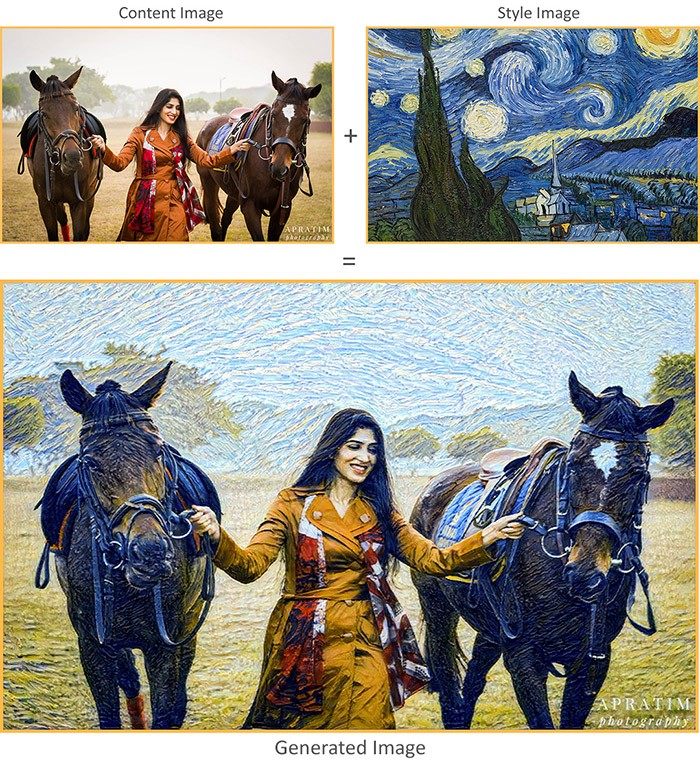 Content Image
Style Image
APRATIM
photography
+
=
APRATIM
photography
Generated Image